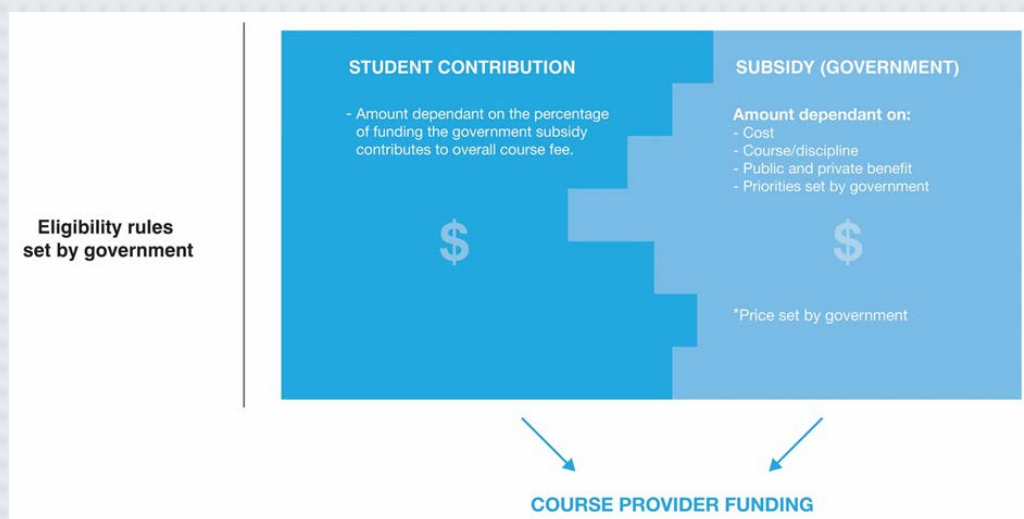 Eligibility rules
set by government
STUDENT CONTRIBUTION
- Amount dependant on the percentage
of funding the government subsidy
contributes to overall course fee.
$
SUBSIDY (GOVERNMENT)
Amount dependant on:
- Cost
- Course/discipline
- Public and private benefit
- Priorities set by government
$
*Price set by government
COURSE PROVIDER FUNDING